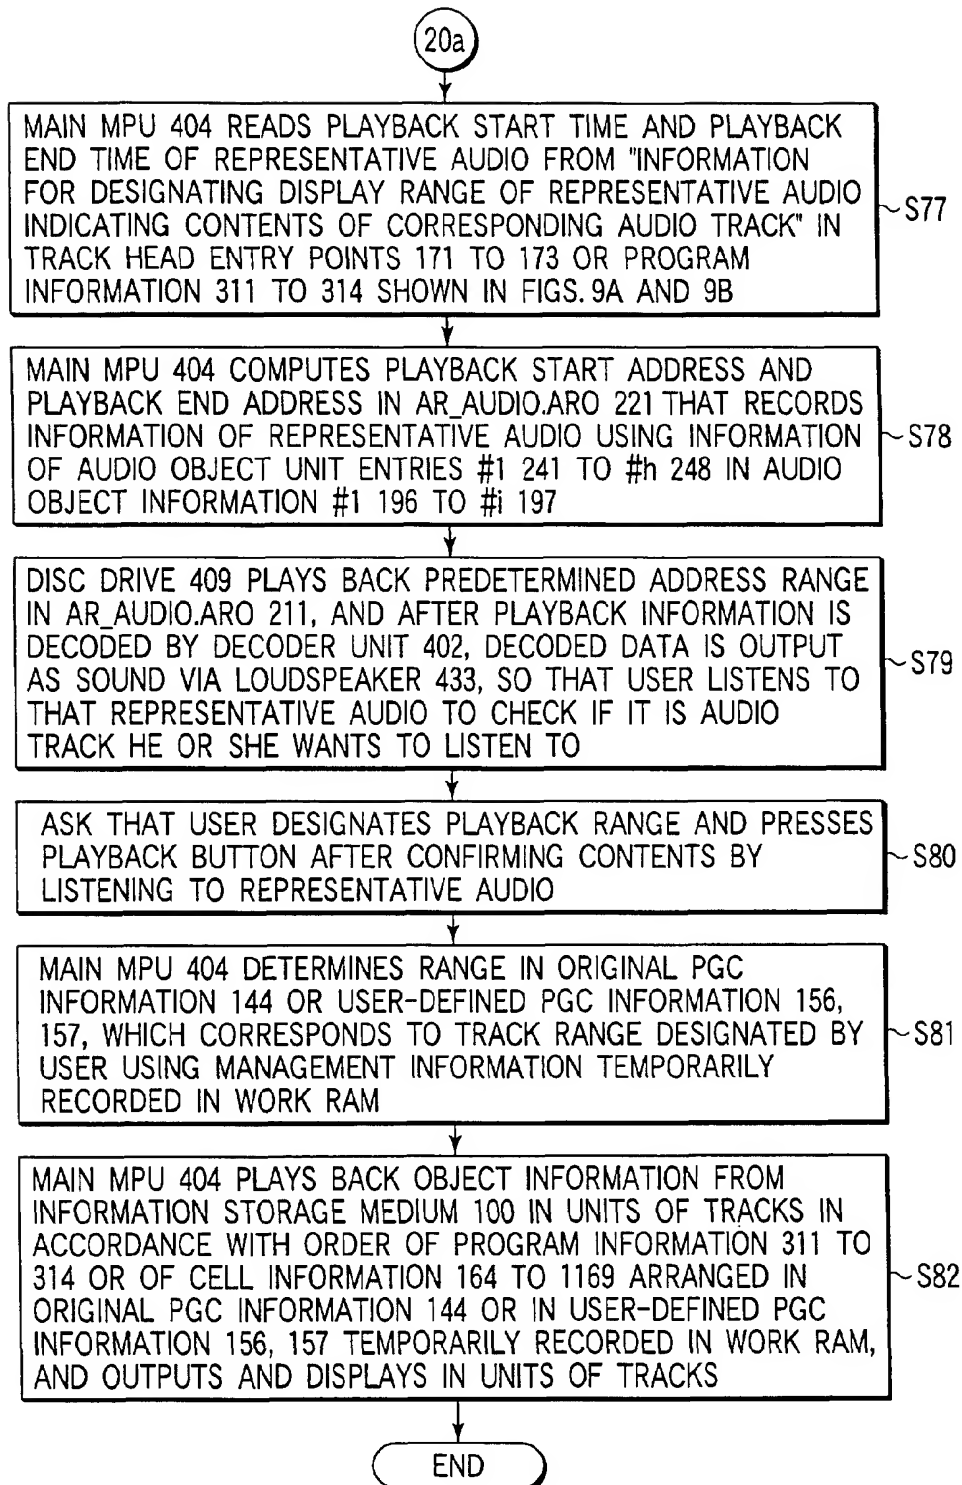 20a
MAIN MPU 404 READS PLAYBACK START TIME AND PLAYBACK
END TIME OF REPRESENTATIVE AUDIO FROM "INFORMATION
FOR DESIGNATING DISPLAY RANGE OF REPRESENTATIVE AUDIO
INDICATING CONTENTS OF CORRESPONDING AUDIO TRACK" IN
TRACK HEAD ENTRY POINTS 171 TO 173 OR PROGRAM
INFORMATION 311 TO 314 SHOWN IN FIGS. 9A AND 9B
S77
MAIN MPU 404 COMPUTES PLAYBACK START ADDRESS AND
PLAYBACK END ADDRESS IN AR_AUDIO.ARO 221 THAT RECORDS
INFORMATION OF REPRESENTATIVE AUDIO USING INFORMATION
OF AUDIO OBJECT UNIT ENTRIES #1 241 TO #h 248 IN AUDIO
OBJECT INFORMATION #1 196 TO #i 197
S78
DISC DRIVE 409 PLAYS BACK PREDETERMINED ADDRESS RANGE
IN AR_AUDIO.ARO 211, AND AFTER PLAYBACK INFORMATION IS
DECODED BY DECODER UNIT 402, DECODED DATA IS OUTPUT
AS SOUND VIA LOUDSPEAKER 433, SO THAT USER LISTENS TO
THAT REPRESENTATIVE AUDIO TO CHECK IF IT IS AUDIO
TRACK HE OR SHE WANTS TO LISTEN TO
S79
ASK THAT USER DESIGNATES PLAYBACK RANGE AND PRESSES
PLAYBACK BUTTON AFTER CONFIRMING CONTENTS BY
LISTENING TO REPRESENTATIVE AUDIO
S80
MAIN MPU 404 DETERMINES RANGE IN ORIGINAL PGC
INFORMATION 144 OR USER-DEFINED PGC INFORMATION 156,
157, WHICH CORRESPONDS TO TRACK RANGE DESIGNATED BY
USER USING MANAGEMENT INFORMATION TEMPORARILY
RECORDED IN WORK RAM
S81
MAIN MPU 404 PLAYS BACK OBJECT INFORMATION FROM
INFORMATION STORAGE MEDIUM 100 IN UNITS OF TRACKS IN
ACCORDANCE WITH ORDER OF PROGRAM INFORMATION 311 TO
314 OR OF CELL INFORMATION 164 TO 1169 ARRANGED IN
ORIGINAL PGC INFORMATION 144 OR IN USER-DEFINED PGC
INFORMATION 156, 157 TEMPORARILY RECORDED IN WORK RAM,
AND OUTPUTS AND DISPLAYS IN UNITS OF TRACKS
S82
END